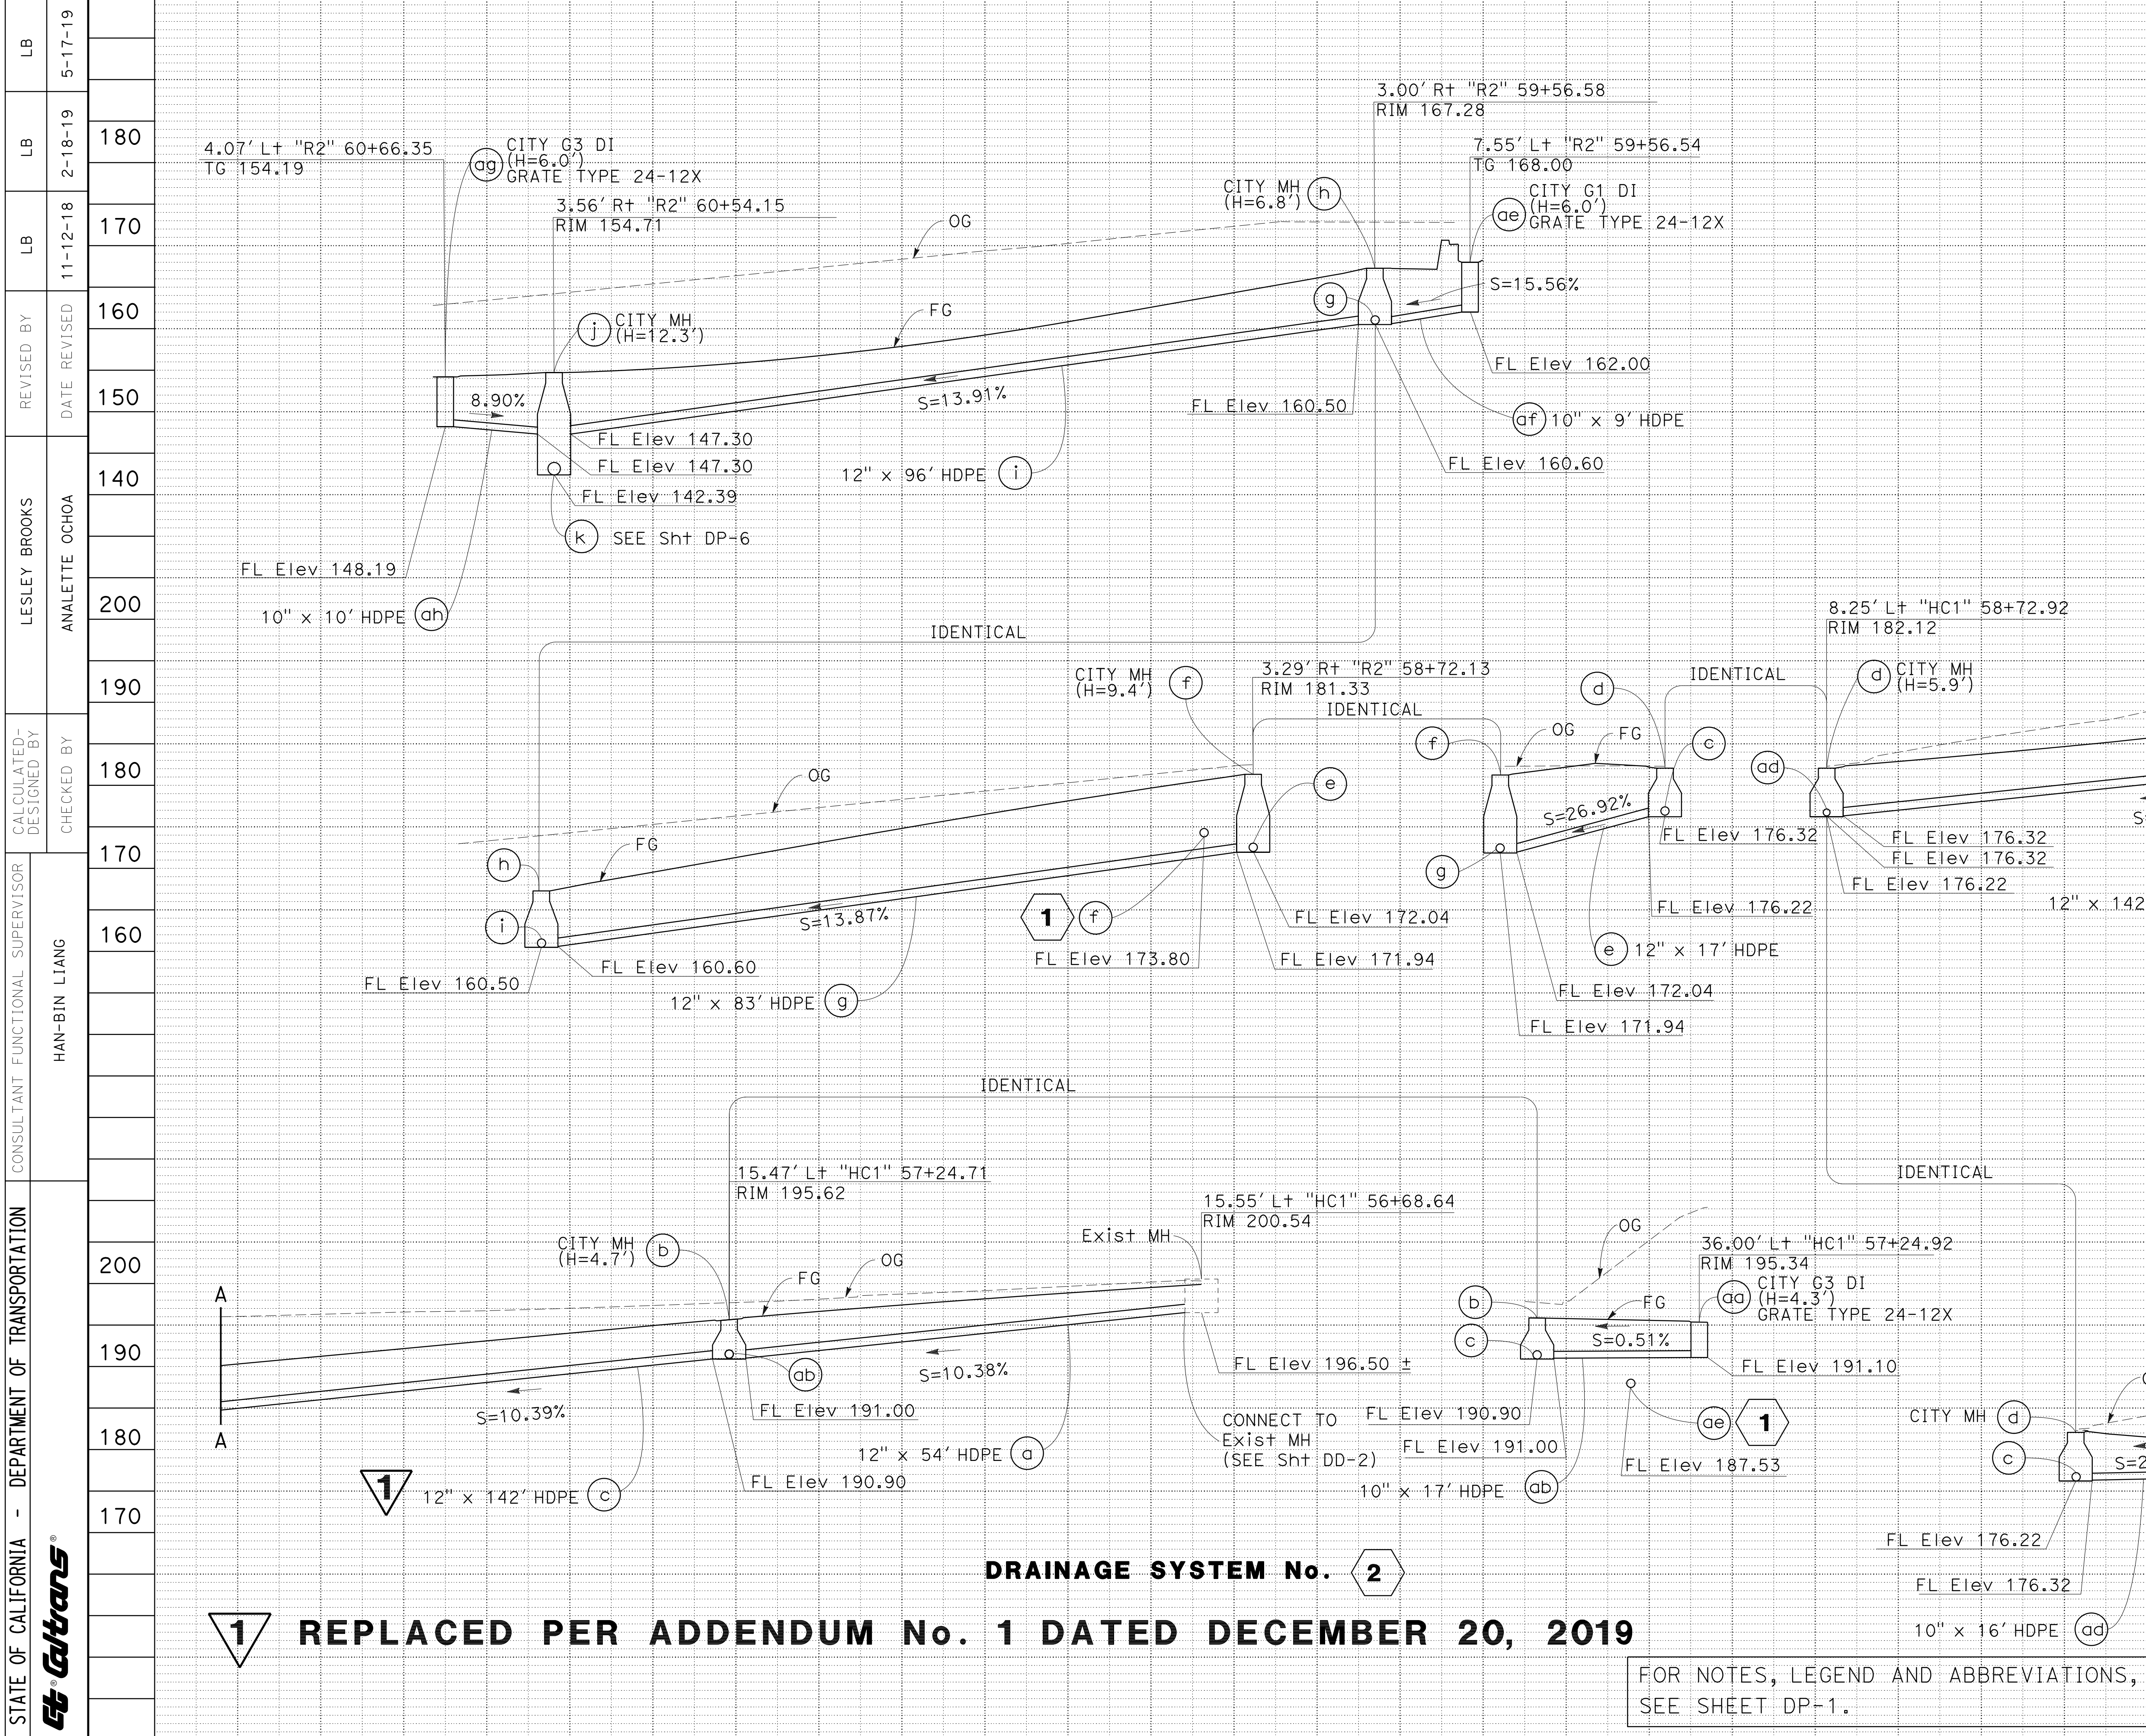 LB
5-17-19
LB
2-18-19
LB
11-12-18
REVISED BY
DATE REVISED
LESLEY BROOKS
ANALETTE OCHOA
CALCULATED-
DESIGNED BY
CHECKED BY
CONSULTANT FUNCTIONAL SUPERVISOR
HAN-BIN LIANG
STATE OF CALIFORNIA - DEPARTMENT OF TRANSPORTATION
Caltrans®
180
170
160
150
140
200
190
180
170
160
200
190
180
170
4.07' Lt "R2" 60+66.35
TG 154.19
ag
CITY G3 DI
(H=6.0')
GRATE TYPE 24-12X
3.56' Rt "R2" 60+54.15
RIM 154.71
OG
FG
j
CITY MH
(H=12.3')
8.90%
S=13.91%
FL Elev 147.30
FL Elev 147.30
FL Elev 142.39
12" x 96' HDPE
i
k
SEE Sht DP-6
FL Elev 148.19
10" x 10' HDPE
ah
3.00' Rt "R2" 59+56.58
RIM 167.28
7.55' Lt "R2" 59+56.54
TG 168.00
CITY MH
(H=6.8')
h
ae
CITY G1 DI
(H=6.0')
GRATE TYPE 24-12X
g
S=15.56%
FL Elev 162.00
FL Elev 160.50
af
10" x 9' HDPE
FL Elev 160.60
IDENTICAL
CITY MH
(H=9.4')
f
3.29' Rt "R2" 58+72.13
RIM 181.33
IDENTICAL
OG
FG
h
i
S=13.87%
e
1
f
FL Elev 172.04
FL Elev 173.80
FL Elev 171.94
FL Elev 160.60
FL Elev 160.50
12" x 83' HDPE
g
d
f
OG
FG
c
S=26.92%
FL Elev 176.32
g
FL Elev 176.22
e
12" x 17' HDPE
FL Elev 172.04
FL Elev 171.94
IDENTICAL
8.25' Lt "HC1" 58+72.92
RIM 182.12
d
CITY MH
(H=5.9')
ad
S
FL Elev 176.32
FL Elev 176.32
FL Elev 176.22
12" x 142
IDENTICAL
15.47' Lt "HC1" 57+24.71
RIM 195.62
15.55' Lt "HC1" 56+68.64
RIM 200.54
CITY MH
(H=4.7')
b
OG
FG
Exist MH
A
A
ab
S=10.38%
S=10.39%
FL Elev 191.00
FL Elev 196.50 ±
12" x 54' HDPE
a
FL Elev 190.90
1
12" x 142' HDPE
c
CONNECT TO
Exist MH
(SEE Sht DD-2)
OG
36.00' Lt "HC1" 57+24.92
RIM 195.34
b
FG
aa
CITY G3 DI
(H=4.3')
GRATE TYPE 24-12X
c
S=0.51%
FL Elev 191.10
FL Elev 190.90
ae
1
FL Elev 191.00
FL Elev 187.53
10" x 17' HDPE
ab
IDENTICAL
CITY MH
d
c
S=2
FL Elev 176.22
FL Elev 176.32
10" x 16' HDPE
ad
DRAINAGE SYSTEM No. 2
1 REPLACED PER ADDENDUM No. 1 DATED DECEMBER 20, 2019
FOR NOTES, LEGEND AND ABBREVIATIONS,
SEE SHEET DP-1.